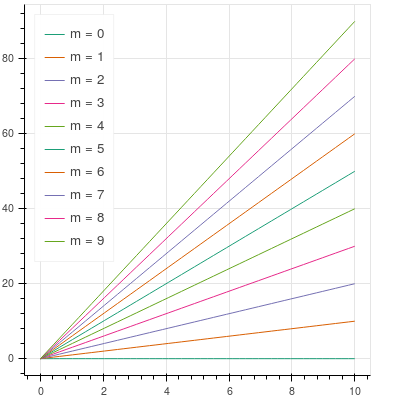 m = 0
m = 1
m = 2
m = 3
m = 4
m = 5
m = 6
m = 7
m = 8
m = 9
80
60
40
20
0
0 2 4 6 8 10